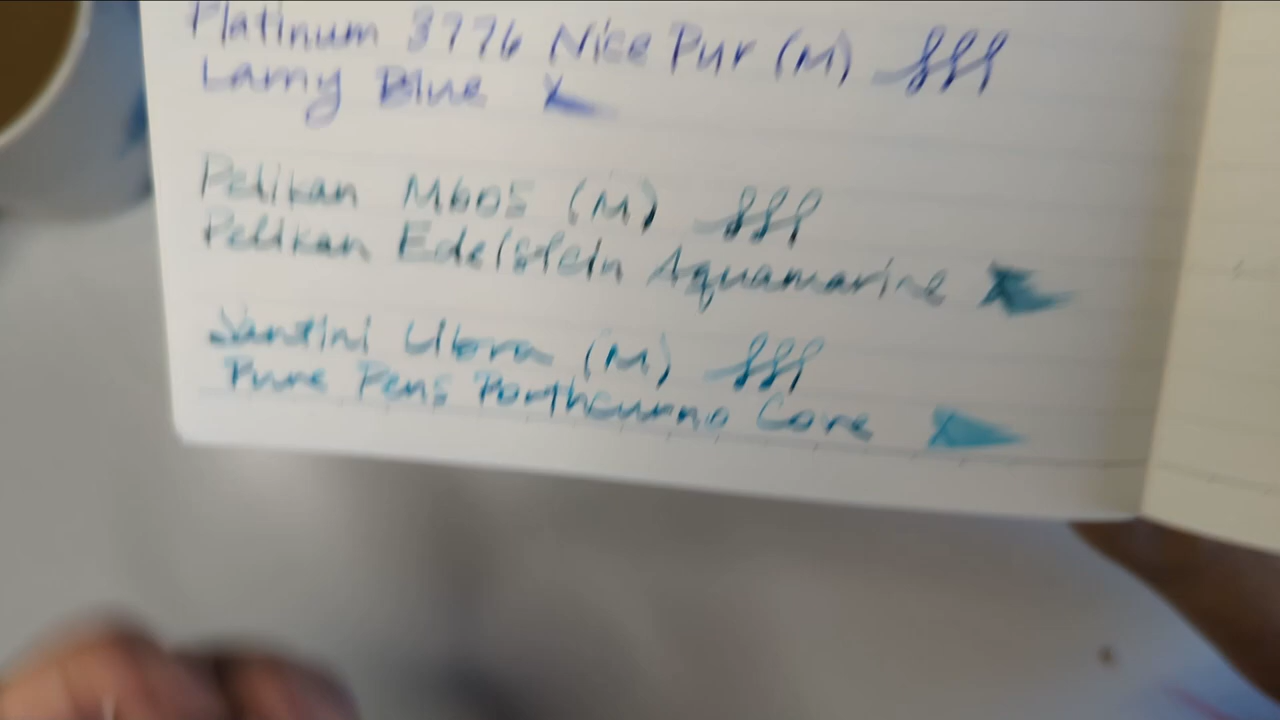 Platinum 3776 Nice Pur (M)
Lamy Blue
Pelikan M605 (M)
Pelikan Edelstein Aquamarine
Santini Libra (M)
Pure Pens Porthcurno Cove